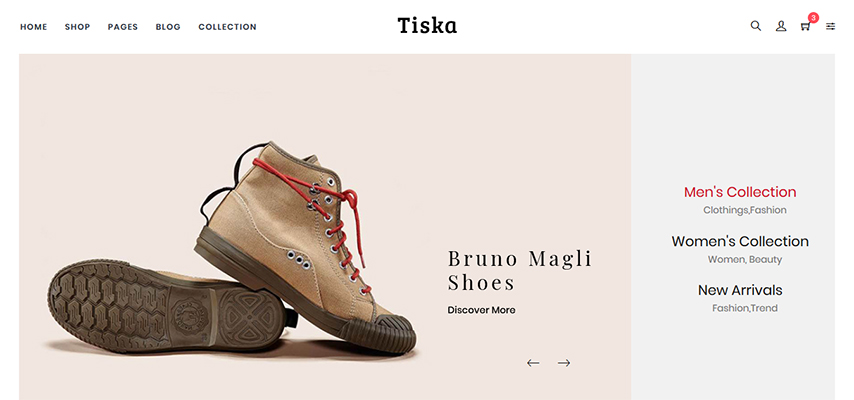 HOME SHOP PAGES BLOG COLLECTION
Tiska
3
Bruno Magli
Shoes
Discover More
Men's Collection
Clothings,Fashion
Women's Collection
Women, Beauty
New Arrivals
Fashion,Trend